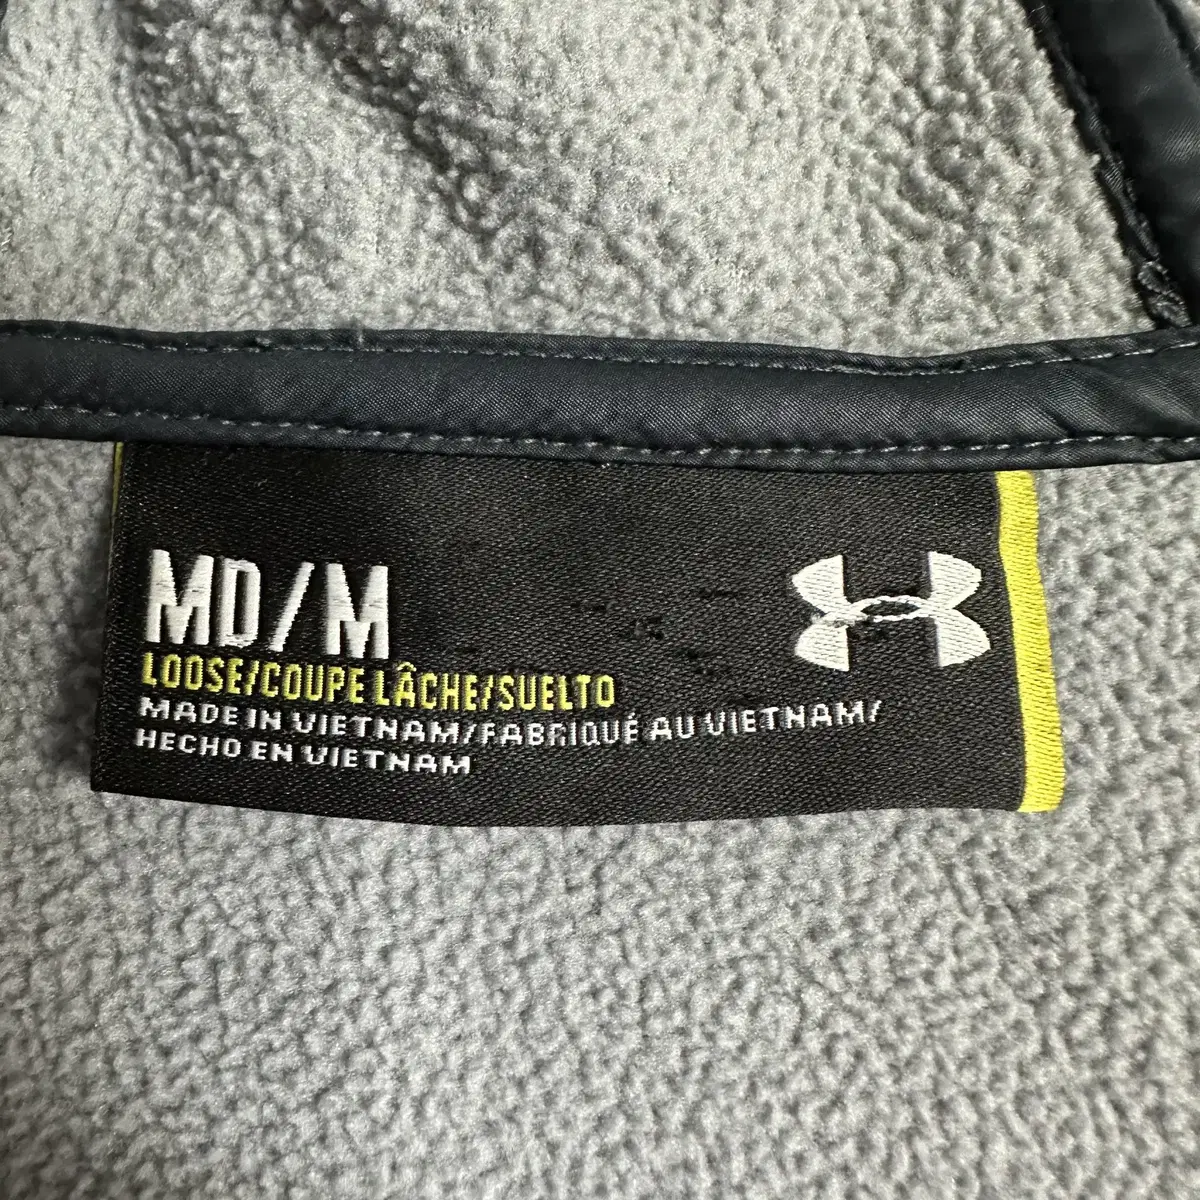 MD/M
LOOSE/COUPE LÂCHE/SUELTO
MADE IN VIETNAM/FABRIQUÉ AU VIETNAM/
HECHO EN VIETNAM